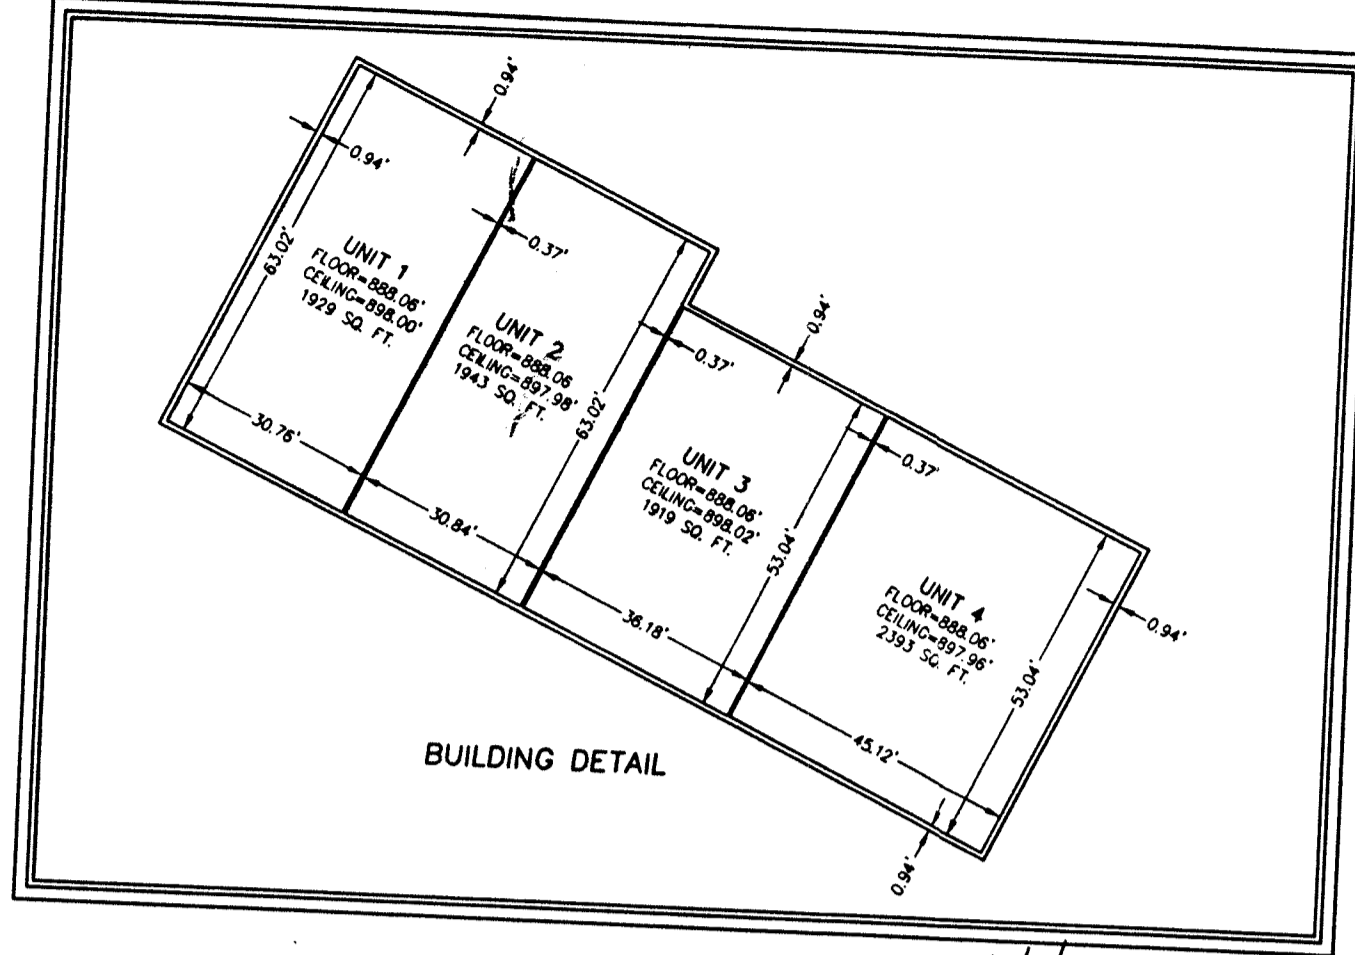 0.94'
0.94'
63.02'
UNIT 1
FLOOR=888.06'
CEILING=898.00'
1929 SQ. FT.
30.76'
0.37'
UNIT 2
FLOOR=888.06
CEILING=897.98'
1943 SQ. FT.
63.02'
30.84'
0.94'
0.37'
UNIT 3
FLOOR=888.06'
CEILING=898.02'
1919 SQ. FT.
53.04'
36.18'
0.37'
UNIT 4
FLOOR=888.06'
CEILING=897.96'
2393 SQ. FT.
53.04'
0.94'
45.12'
0.94'
BUILDING DETAIL